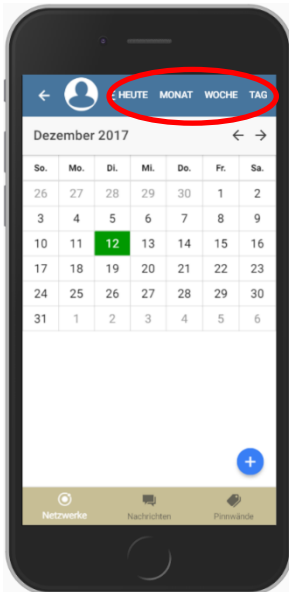 HEUTE MONAT WOCHE TAG
Dezember 2017
So. Mo. Di. Mi. Do. Fr. Sa.
26 27 28 29 30 1 2
3 4 5 6 7 8 9
10 11 12 13 14 15 16
17 18 19 20 21 22 23
24 25 26 27 28 29 30
31 1 2 3 4 5 6
Netzwerke Nachrichten Pinnwände